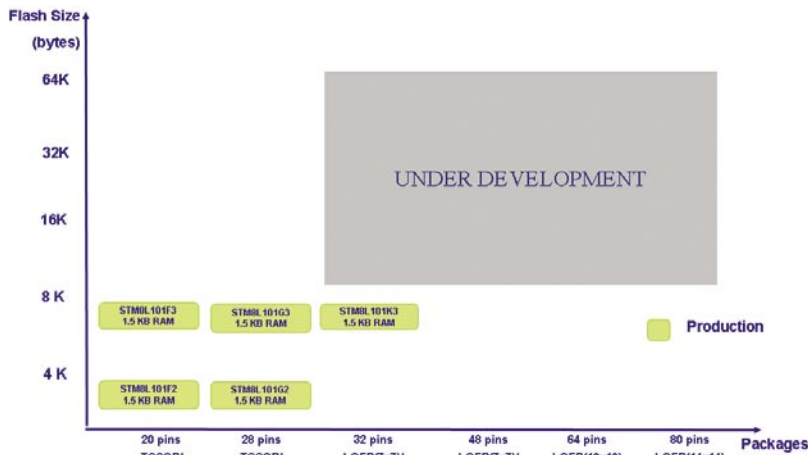 Flash Size
(bytes)
64K
UNDER DEVELOPMENT
32K
16K
8 K
STM8L101F3
1.5 KB RAM
STM8L101G3
1.5 KB RAM
STM8L101K3
1.5 KB RAM
Production
4 K
STM8L101F2
1.5 KB RAM
STM8L101G2
1.5 KB RAM
20 pins
28 pins
32 pins
48 pins
64 pins
80 pins
Packages